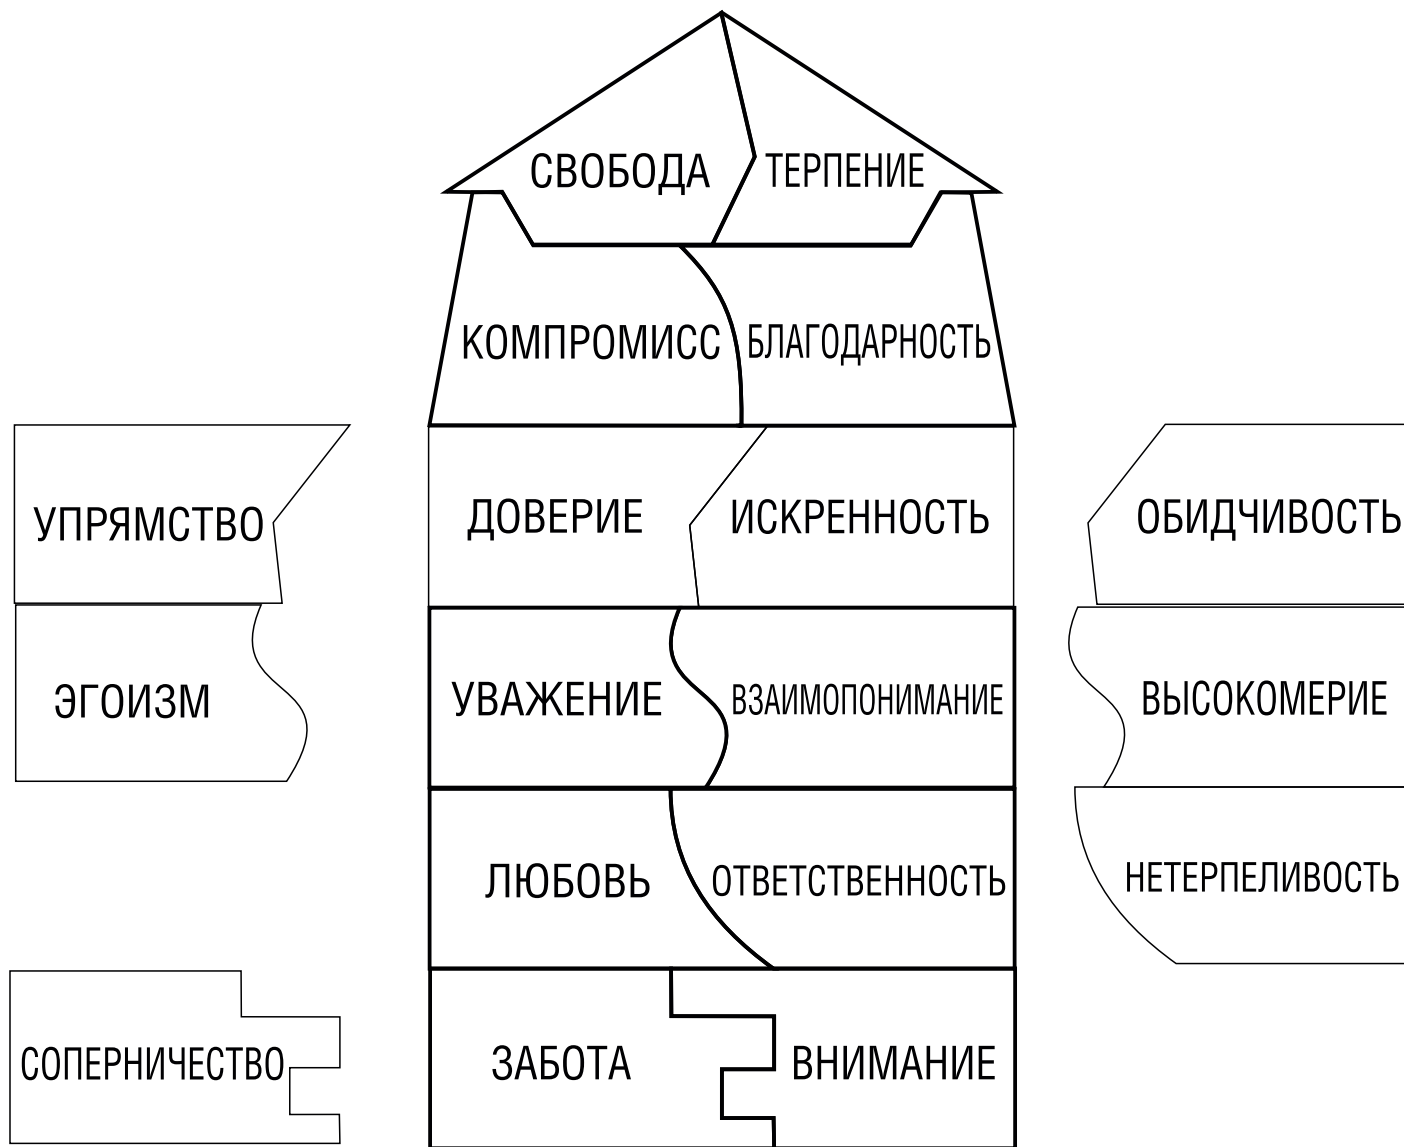 СВОБОДА ТЕРПЕНИЕ
КОМПРОМИСС БЛАГОДАРНОСТЬ
УПРЯМСТВО ДОВЕРИЕ ИСКРЕННОСТЬ ОБИДЧИВОСТЬ
ЭГОИЗМ УВАЖЕНИЕ ВЗАИМОПОНИМАНИЕ ВЫСОКОМЕРИЕ
ЛЮБОВЬ ОТВЕТСТВЕННОСТЬ НЕТЕРПЕЛИВОСТЬ
СОПЕРНИЧЕСТВО ЗАБОТА ВНИМАНИЕ